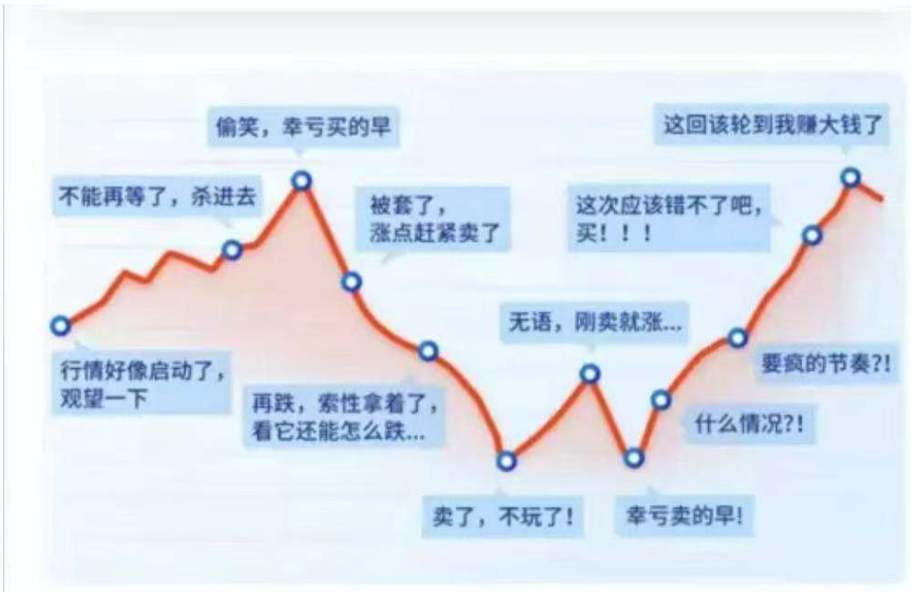 偷笑，幸亏买的早
这回该轮到我赚大钱了
不能再等了，杀进去
被套了，
涨点赶紧卖了
这次应该错不了吧，
买！！！
无语，刚卖就涨...
行情好像启动了，
观望一下
要疯的节奏?!
再跌，索性拿着了，
看它还能怎么跌...
什么情况?!
卖了，不玩了！
幸亏卖的早!